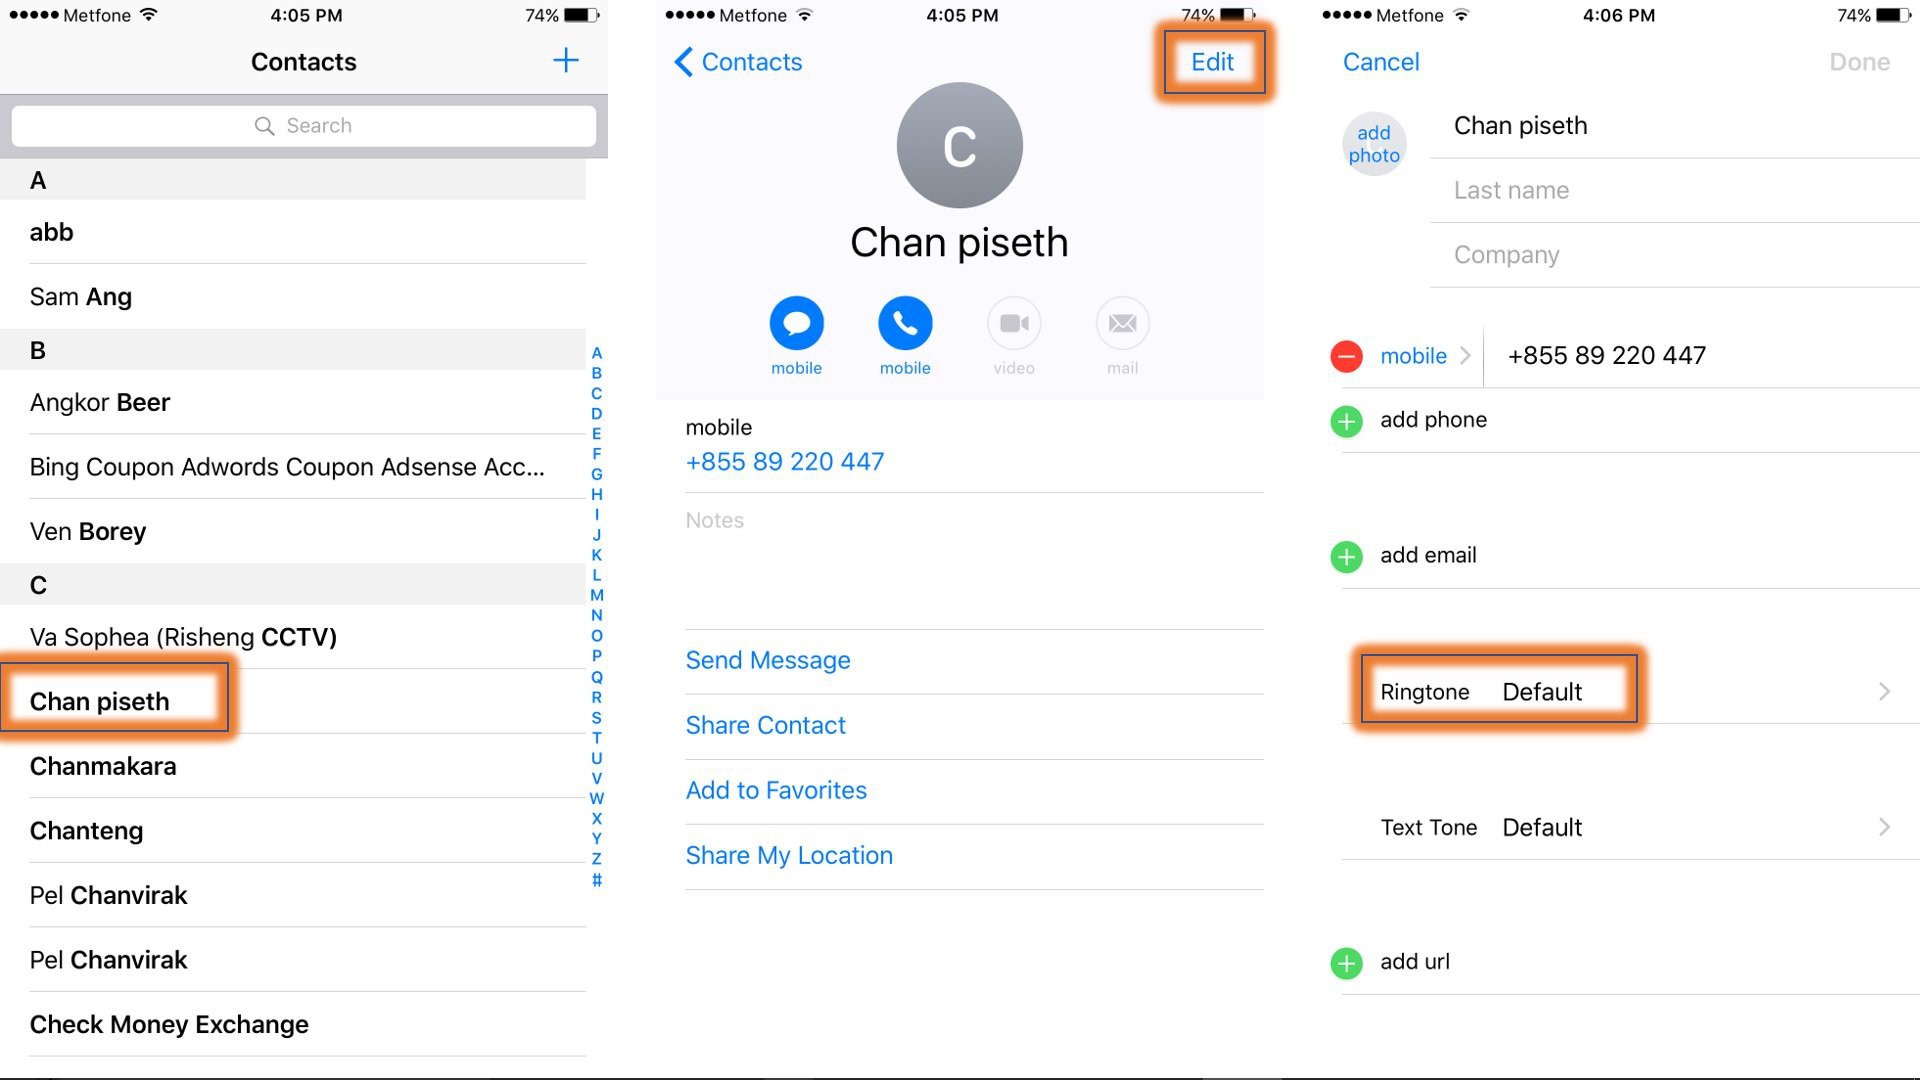 Metfone 4:05 PM 74%
Contacts +
Search
A
abb
Sam Ang
B
Angkor Beer
Bing Coupon Adwords Coupon Adsense Acc...
Ven Borey
C
Va Sophea (Risheng CCTV)
Chan piseth
Chanmakara
Chanteng
Pel Chanvirak
Pel Chanvirak
Check Money Exchange
A
B
C
D
E
F
G
H
I
J
K
L
M
N
O
P
Q
R
S
T
U
V
W
X
Y
Z
#
Metfone 4:05 PM 74%
Contacts Edit
C
Chan piseth
mobile mobile video mail
mobile
+855 89 220 447
Notes
Send Message
Share Contact
Add to Favorites
Share My Location
Metfone 4:06 PM 74%
Cancel Done
add
photo
Chan piseth
Last name
Company
mobile +855 89 220 447
add phone
add email
Ringtone Default
Text Tone Default
add url